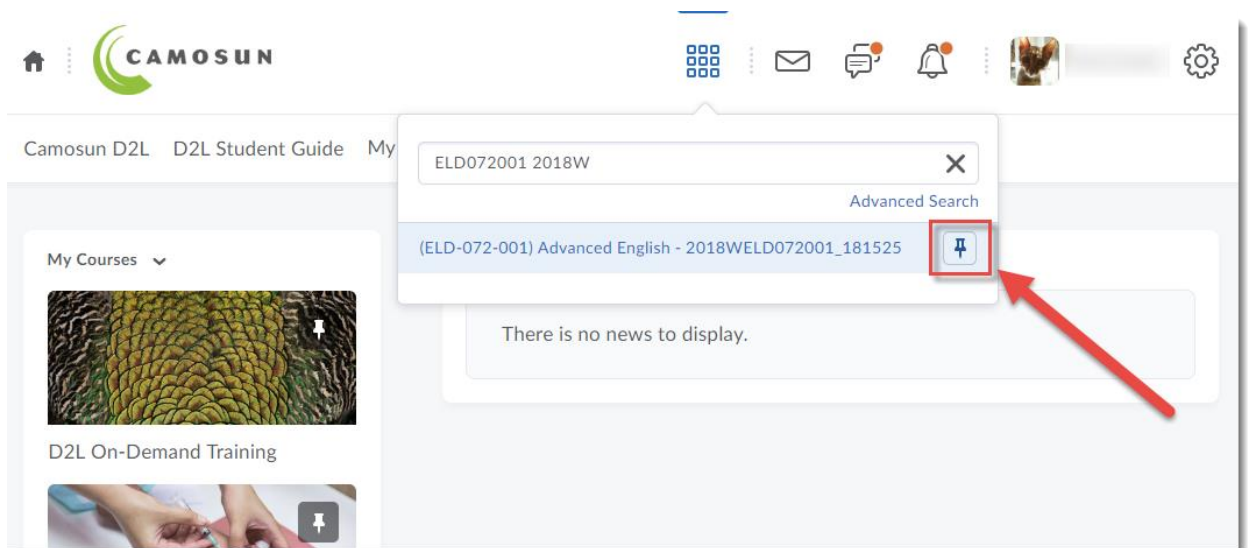 CAMOSUN
Camosun D2L D2L Student Guide My
ELD072001 2018W
Advanced Search
(ELD-072-001) Advanced English - 2018WELD072001_181525
My Courses
There is no news to display.
D2L On-Demand Training